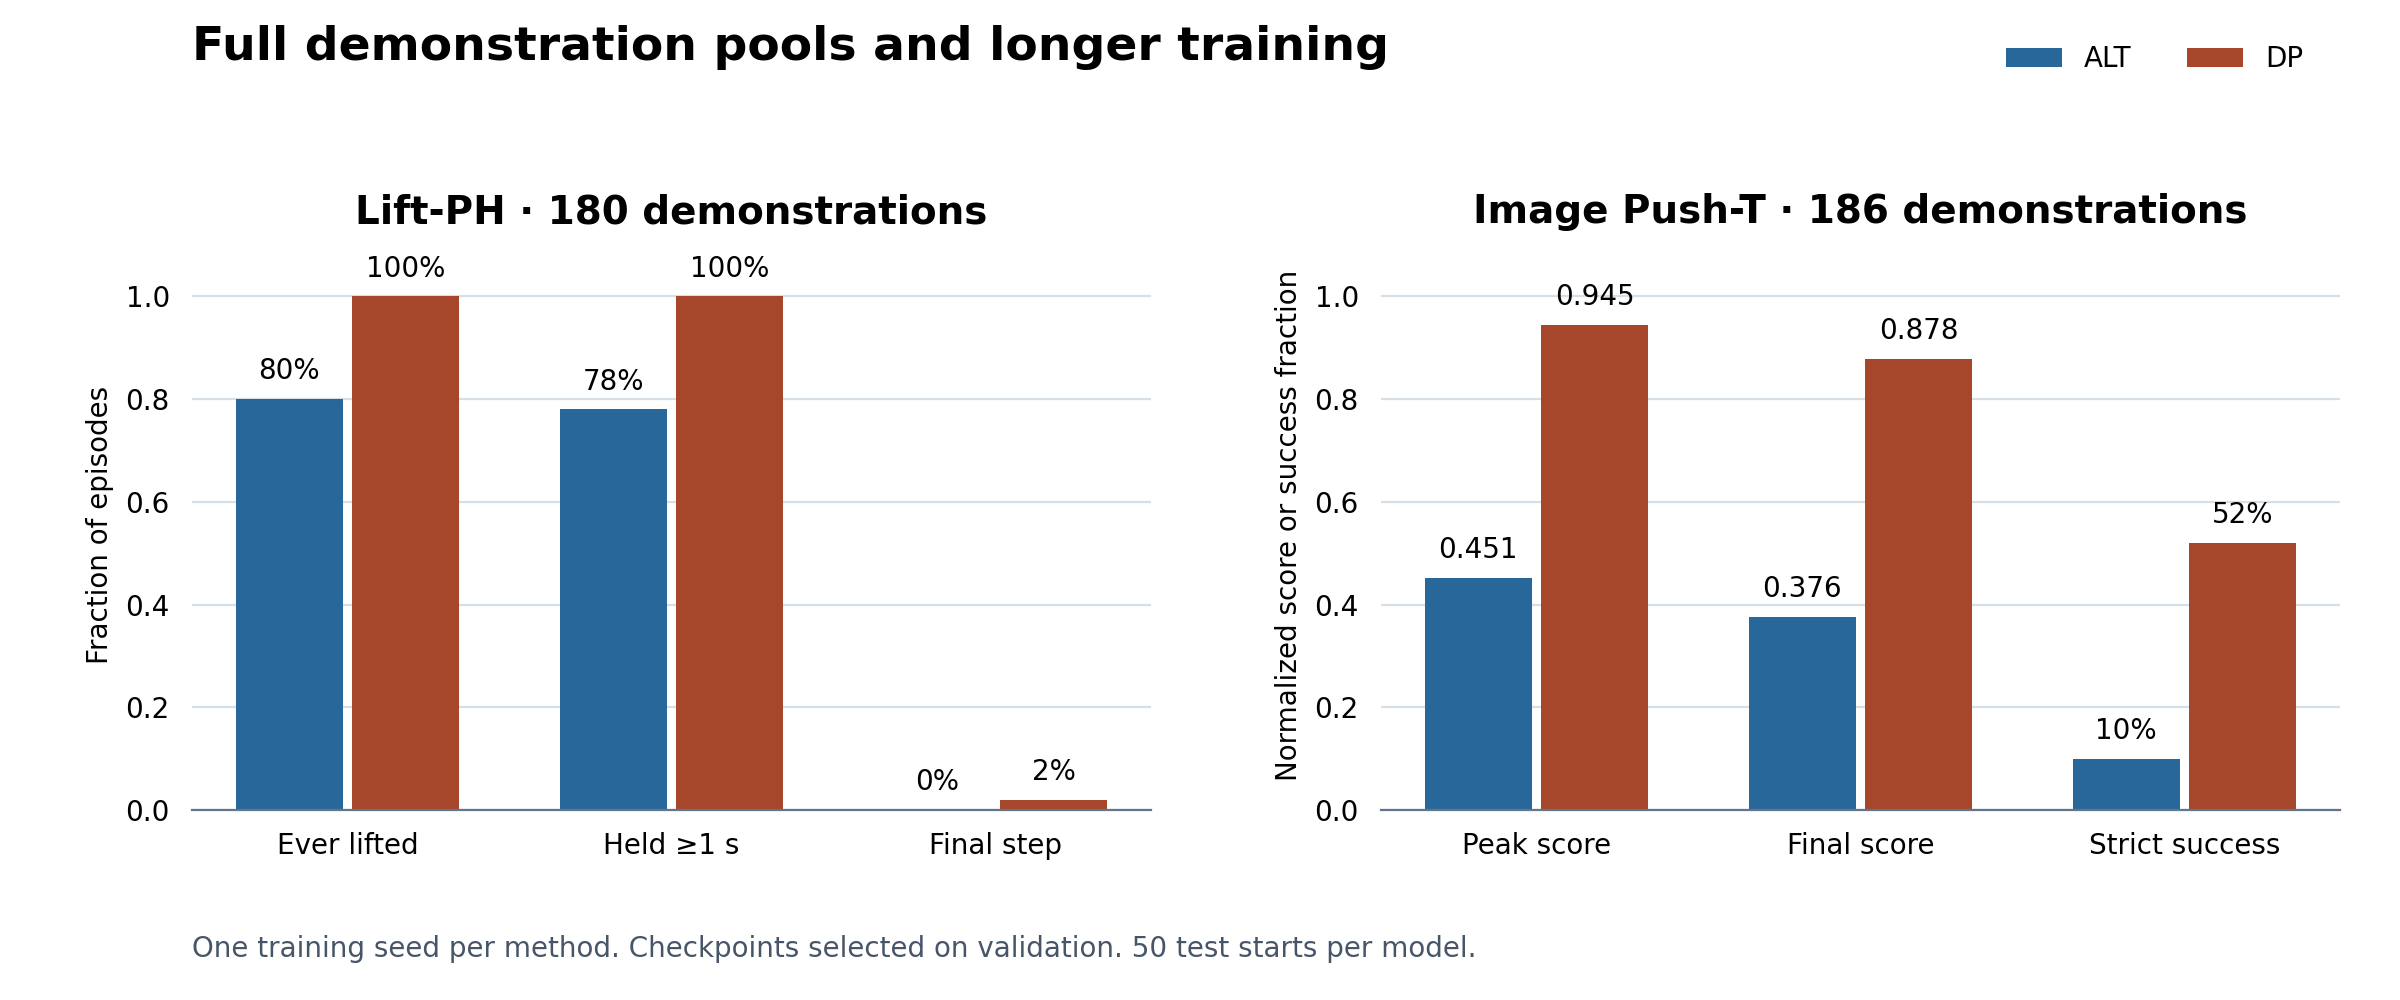 Full demonstration pools and longer training
ALT
DP
Lift-PH · 180 demonstrations
Fraction of episodes
1.0
0.8
0.6
0.4
0.2
0.0
80%
100%
78%
100%
0%
2%
Ever lifted
Held ≥1 s
Final step
Image Push-T · 186 demonstrations
Normalized score or success fraction
1.0
0.8
0.6
0.4
0.2
0.0
0.451
0.945
0.376
0.878
10%
52%
Peak score
Final score
Strict success
One training seed per method. Checkpoints selected on validation. 50 test starts per model.